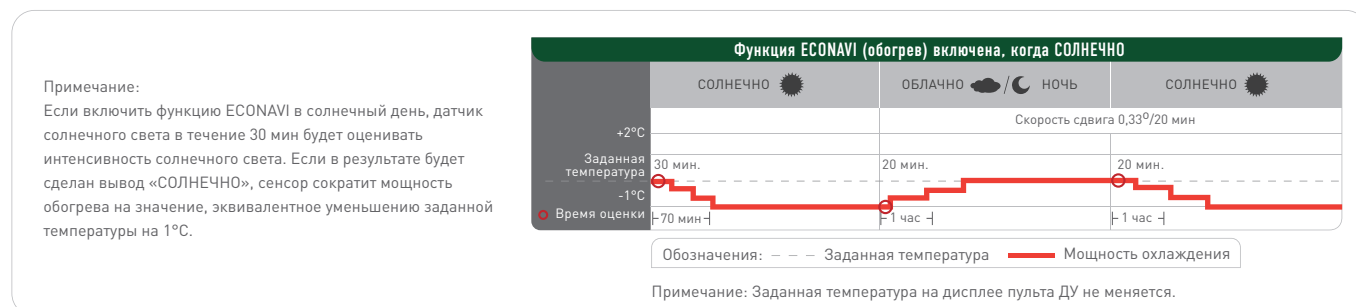 Примечание:
Если включить функцию ECONAVI в солнечный день, датчик
солнечного света в течение 30 мин будет оценивать
интенсивность солнечного света. Если в результате будет
сделан вывод «СОЛНЕЧНО», сенсор сократит мощность
обогрева на значение, эквивалентное уменьшению заданной
температуры на 1°C.
Функция ECONAVI (обогрев) включена, когда СОЛНЕЧНО
СОЛНЕЧНО
ОБЛАЧНО / НОЧЬ
СОЛНЕЧНО
Скорость сдвига 0,33⁰/20 мин
+2°C
Заданная
температура
30 мин.
20 мин.
20 мин.
-1°C
Время оценки
70 мин
1 час
1 час
Обозначения: – – – Заданная температура
Мощность охлаждения
Примечание: Заданная температура на дисплее пульта ДУ не меняется.